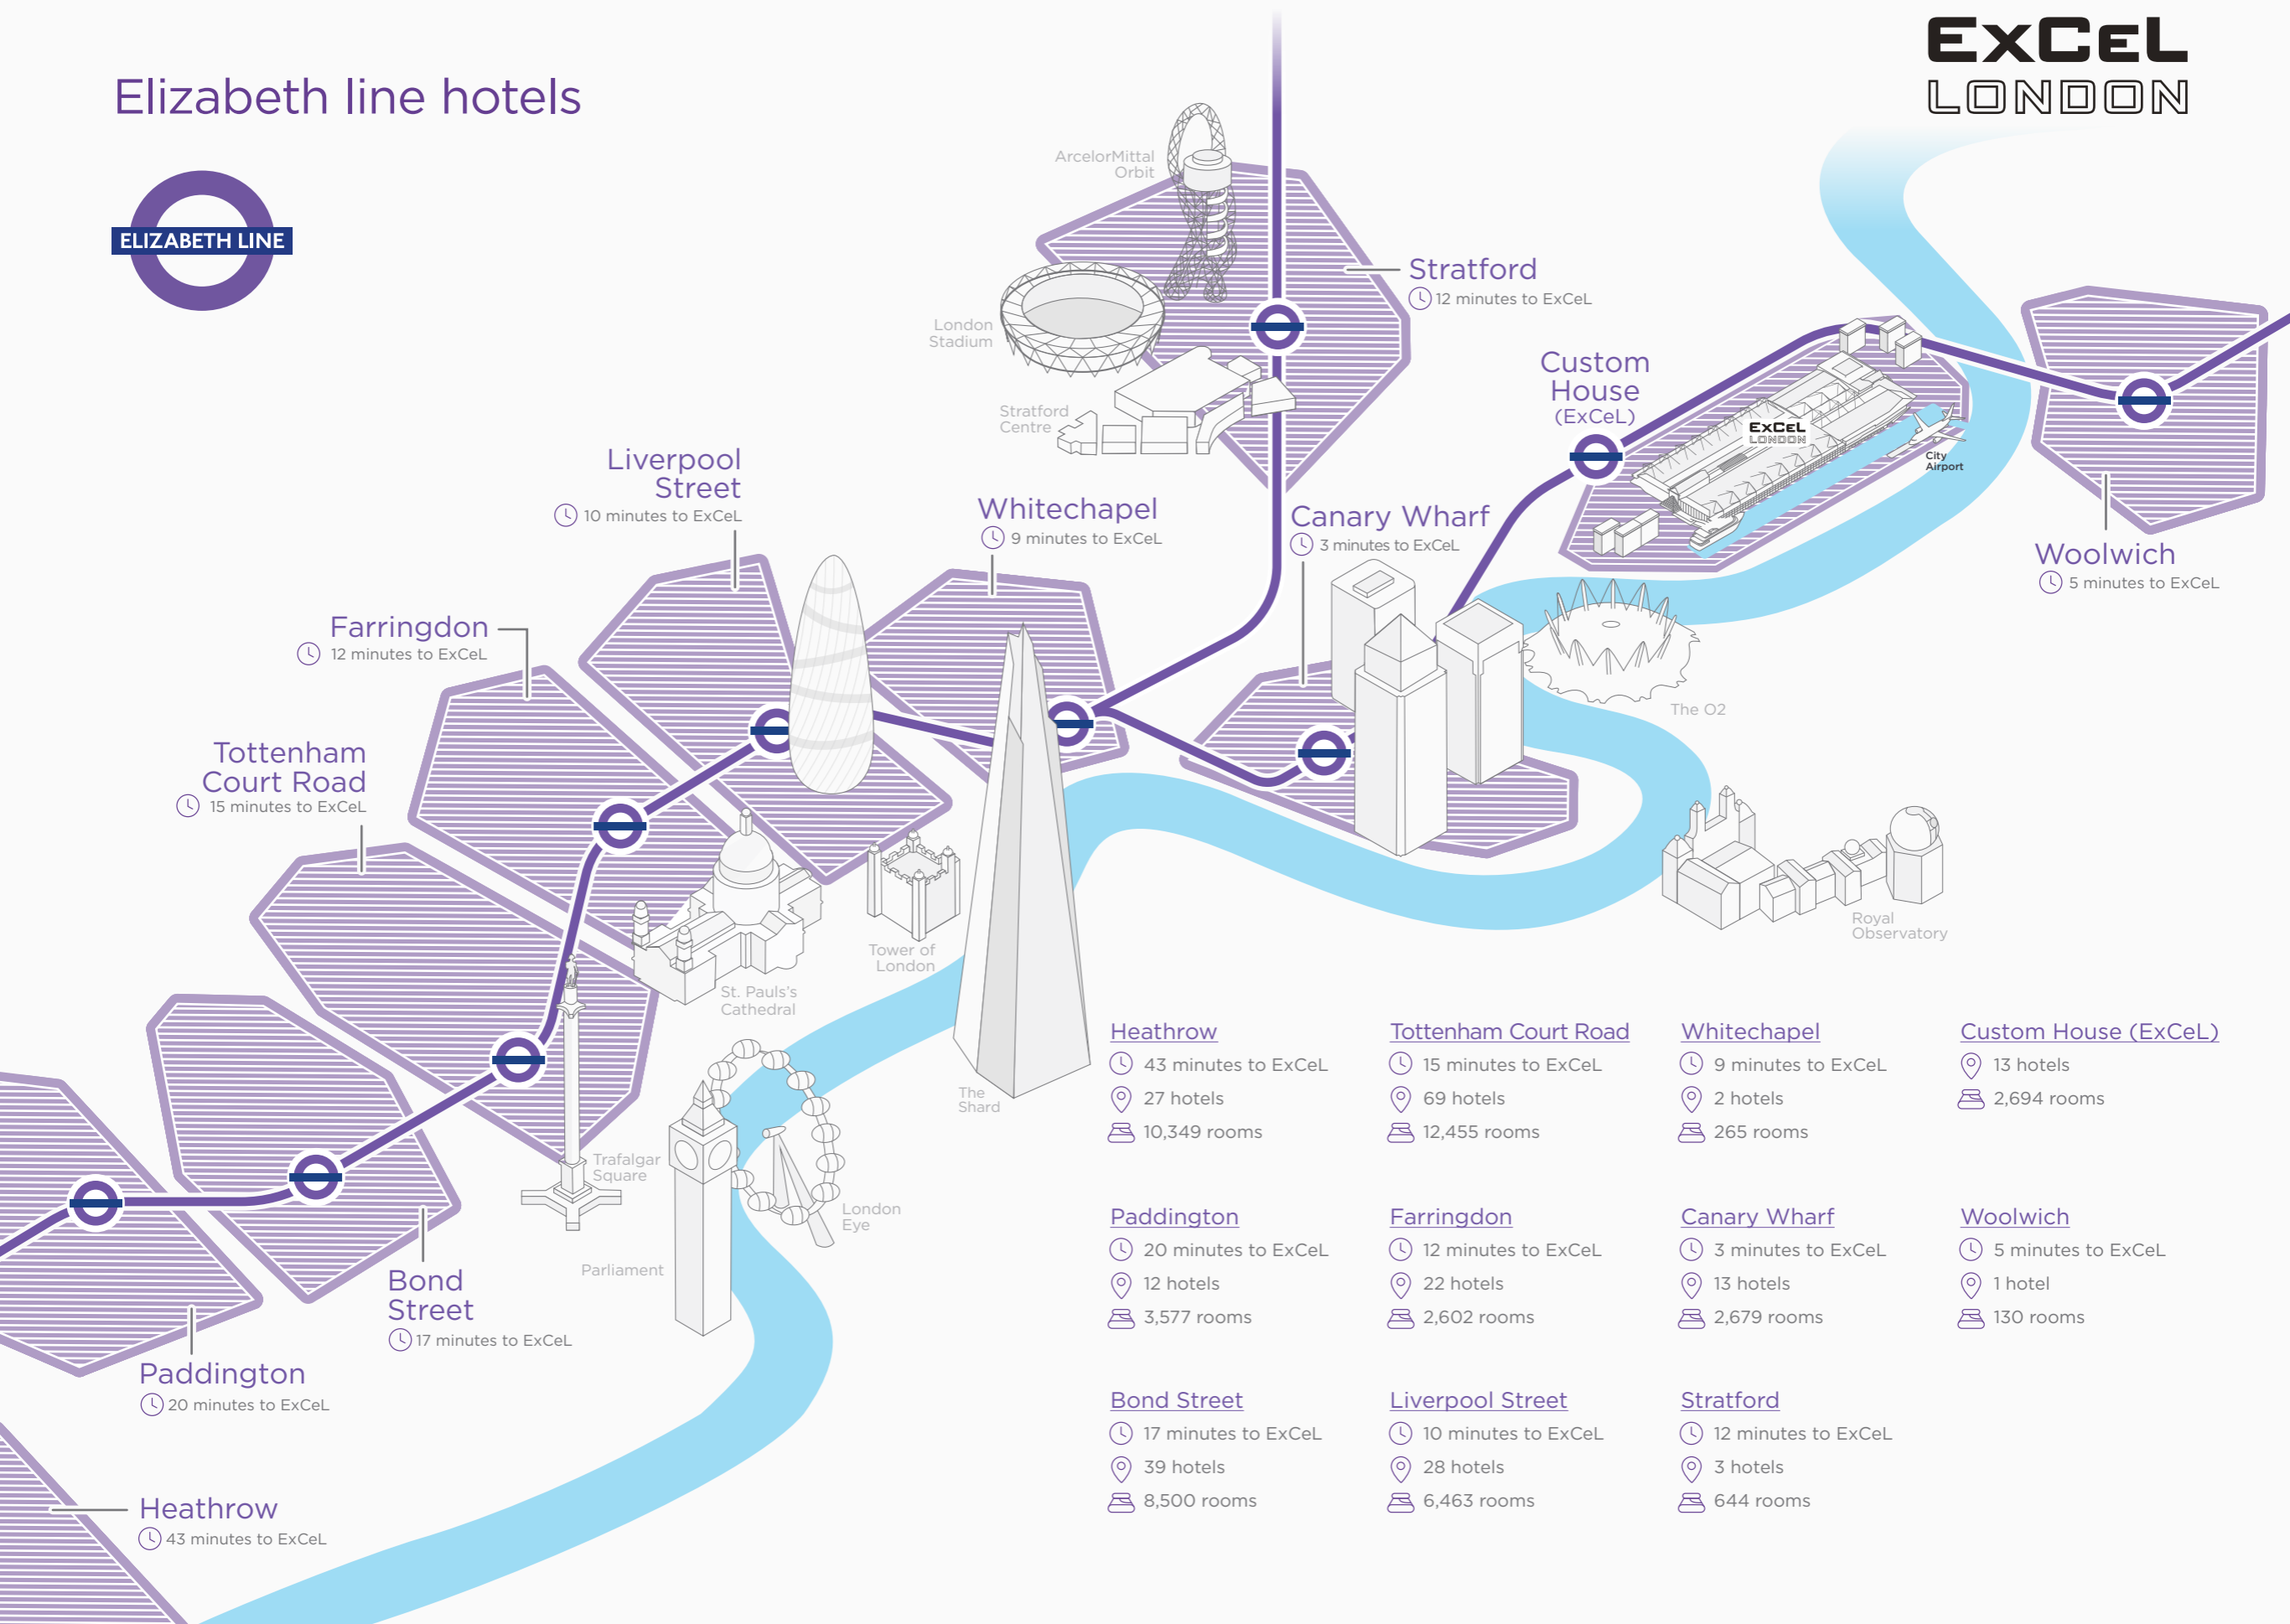 Elizabeth line hotels
ExCeL
LONDON
ELIZABETH LINE
ArcelorMittal
Orbit
Stratford
12 minutes to ExCeL
London
Stadium
Custom
House
(ExCeL)
ExCeL
LONDON
City
Airport
Stratford
Centre
Liverpool
Street
10 minutes to ExCeL
Whitechapel
9 minutes to ExCeL
Canary Wharf
3 minutes to ExCeL
Woolwich
5 minutes to ExCeL
Farringdon
12 minutes to ExCeL
The O2
Tottenham
Court Road
15 minutes to ExCeL
Royal
Observatory
Tower of
London
St. Pauls's
Cathedral
The
Shard
Trafalgar
Square
London
Eye
Parliament
Bond
Street
17 minutes to ExCeL
Paddington
20 minutes to ExCeL
Heathrow
43 minutes to ExCeL
Heathrow
43 minutes to ExCeL
27 hotels
10,349 rooms
Tottenham Court Road
15 minutes to ExCeL
69 hotels
12,455 rooms
Whitechapel
9 minutes to ExCeL
2 hotels
265 rooms
Custom House (ExCeL)
13 hotels
2,694 rooms
Paddington
20 minutes to ExCeL
12 hotels
3,577 rooms
Farringdon
12 minutes to ExCeL
22 hotels
2,602 rooms
Canary Wharf
3 minutes to ExCeL
13 hotels
2,679 rooms
Woolwich
5 minutes to ExCeL
1 hotel
130 rooms
Bond Street
17 minutes to ExCeL
39 hotels
8,500 rooms
Liverpool Street
10 minutes to ExCeL
28 hotels
6,463 rooms
Stratford
12 minutes to ExCeL
3 hotels
644 rooms